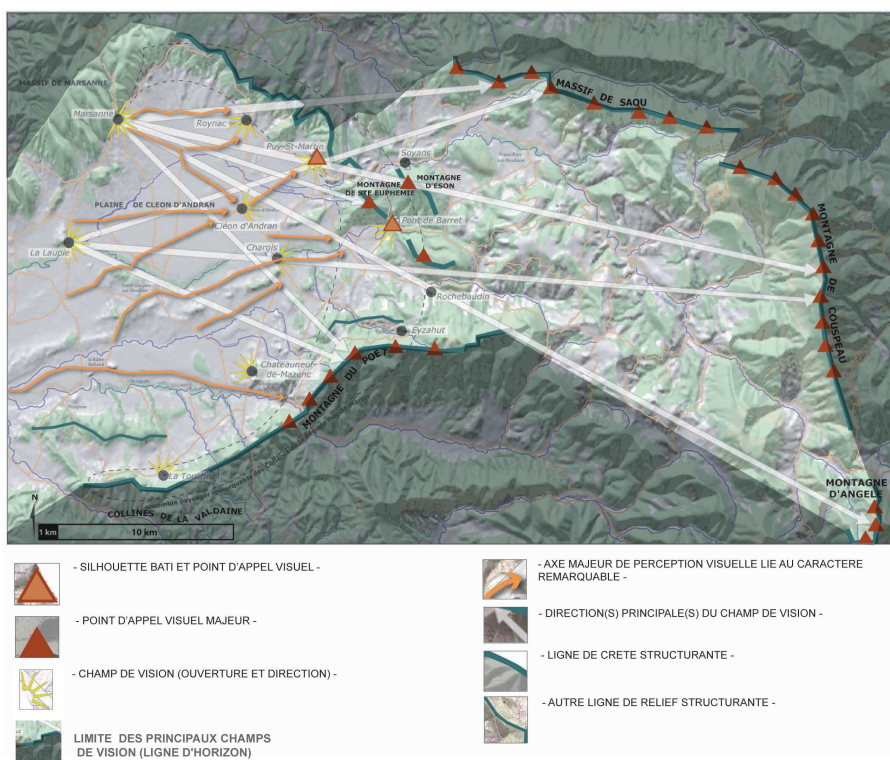 MASSIF DE MARSANNE
Marsanne
Roynac
Puy-St-Martin
Soyans
MASSIF DE SAOU
MONTAGNE
DE STE EUPHEMIE
MONTAGNE
D'ESON
PLAINE DE CLEON D'ANDRAN
Cléon d'Andran
Pont de Barret
La Laupie
Charols
Rochebaudin
MONTAGNE DE COUSPEAU
Eyzahut
Chateauneuf-
de-Mazenc
MONTAGNE DU POET
La Touche
MONTAGNE
D'ANGELE
COLLINES DE LA VALDAINE
N
1 km
10 km
- SILHOUETTE BATI ET POINT D'APPEL VISUEL -
- POINT D'APPEL VISUEL MAJEUR -
- CHAMP DE VISION (OUVERTURE ET DIRECTION) -
LIMITE DES PRINCIPAUX CHAMPS
DE VISION (LIGNE D'HORIZON)
- AXE MAJEUR DE PERCEPTION VISUELLE LIE AU CARACTERE
REMARQUABLE -
- DIRECTION(S) PRINCIPALE(S) DU CHAMP DE VISION -
- LIGNE DE CRETE STRUCTURANTE -
- AUTRE LIGNE DE RELIEF STRUCTURANTE -